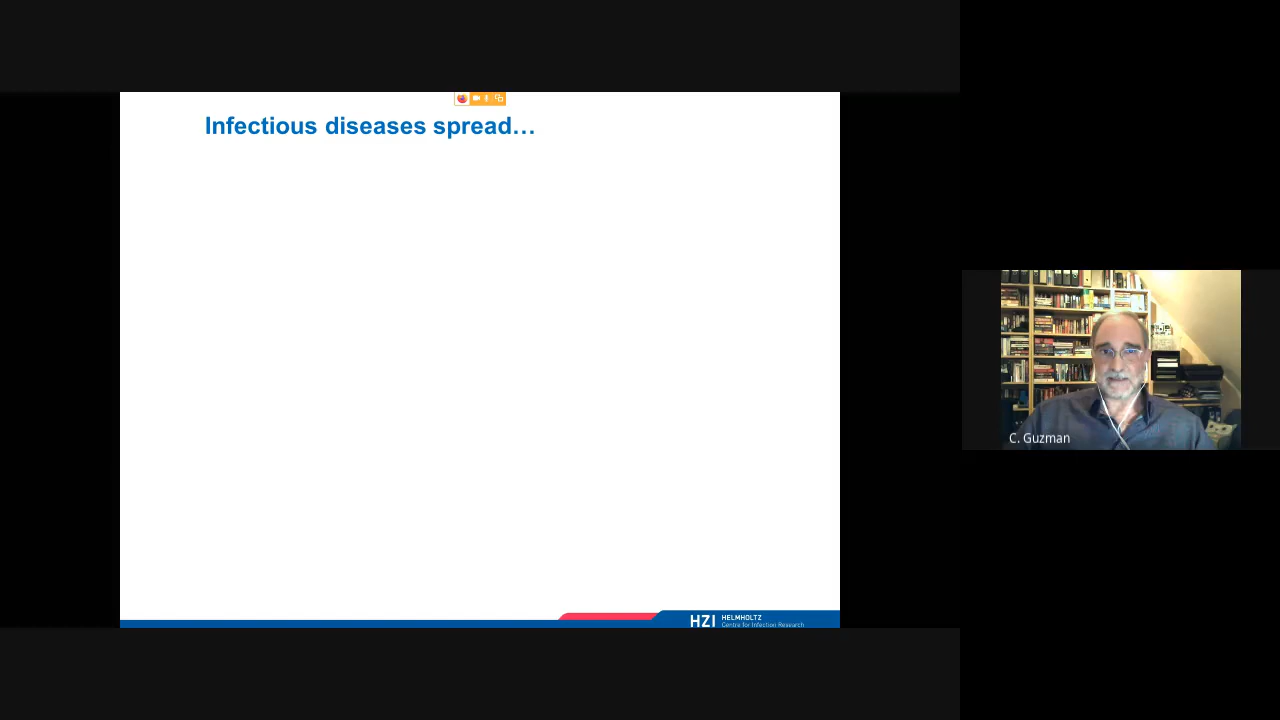 Infectious diseases spread…
C. Guzman
HZI HELMHOLTZ
Centre for Infection Research